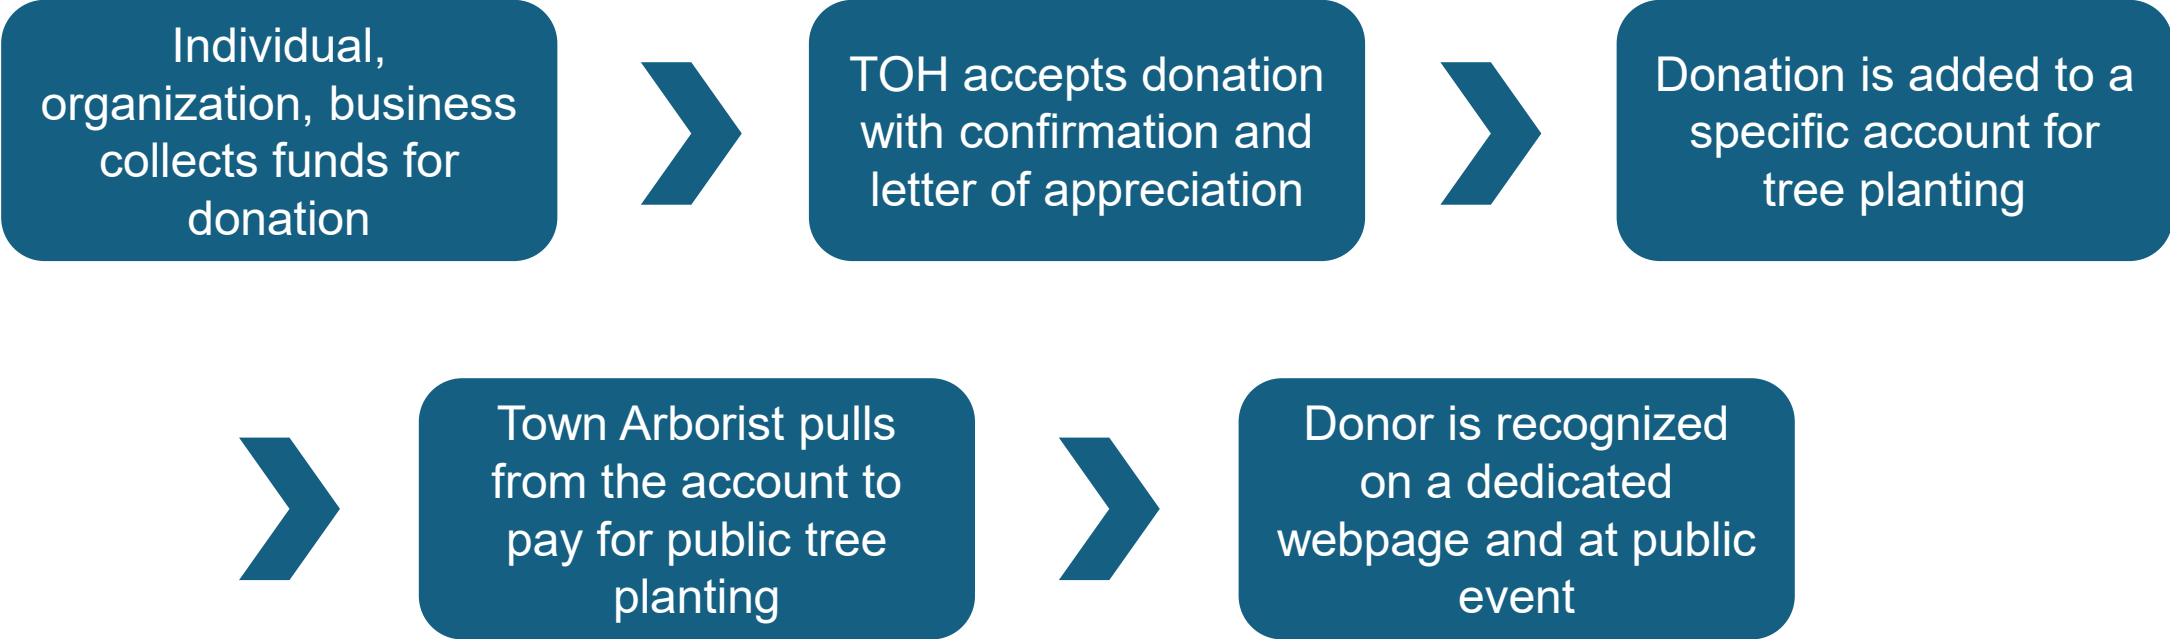 Individual,
organization, business
collects funds for
donation
TOH accepts donation
with confirmation and
letter of appreciation
Donation is added to a
specific account for
tree planting
Town Arborist pulls
from the account to
pay for public tree
planting
Donor is recognized
on a dedicated
webpage and at public
event